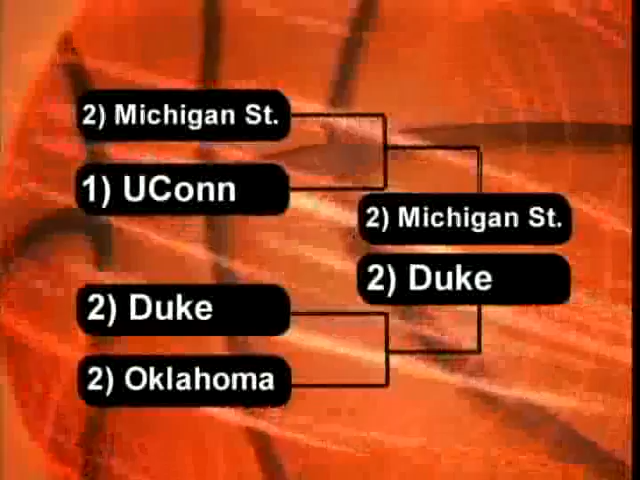 2) Michigan St.
1) UConn
2) Michigan St.
2) Duke
2) Duke
2) Oklahoma